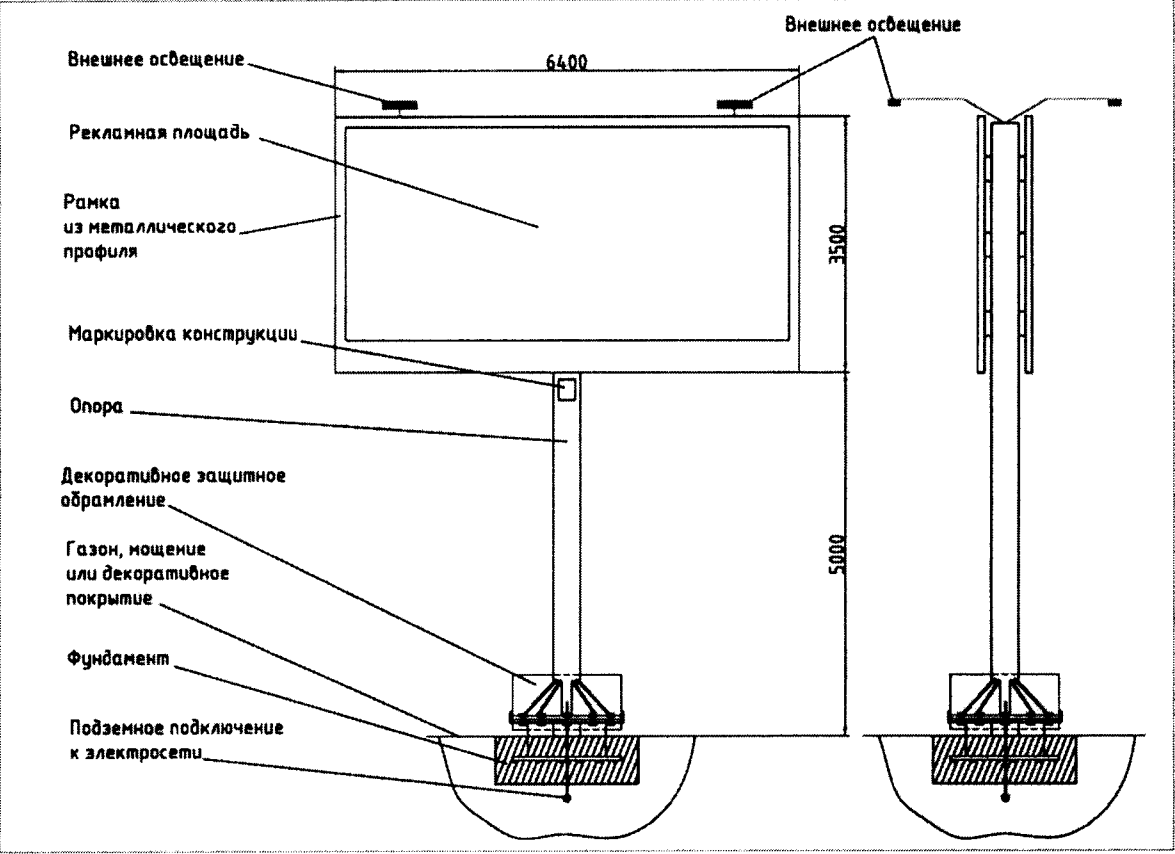 Внешнее освещение
Внешнее освещение
6400
Рекламная площадь
Рамка
из металлического
профиля
3500
Маркировка конструкции
Опора
Декоративное защитное
обрамление
Газон, мощение
или декоративное
покрытие
5000
Фундамент
Подземное подключение
к электросети